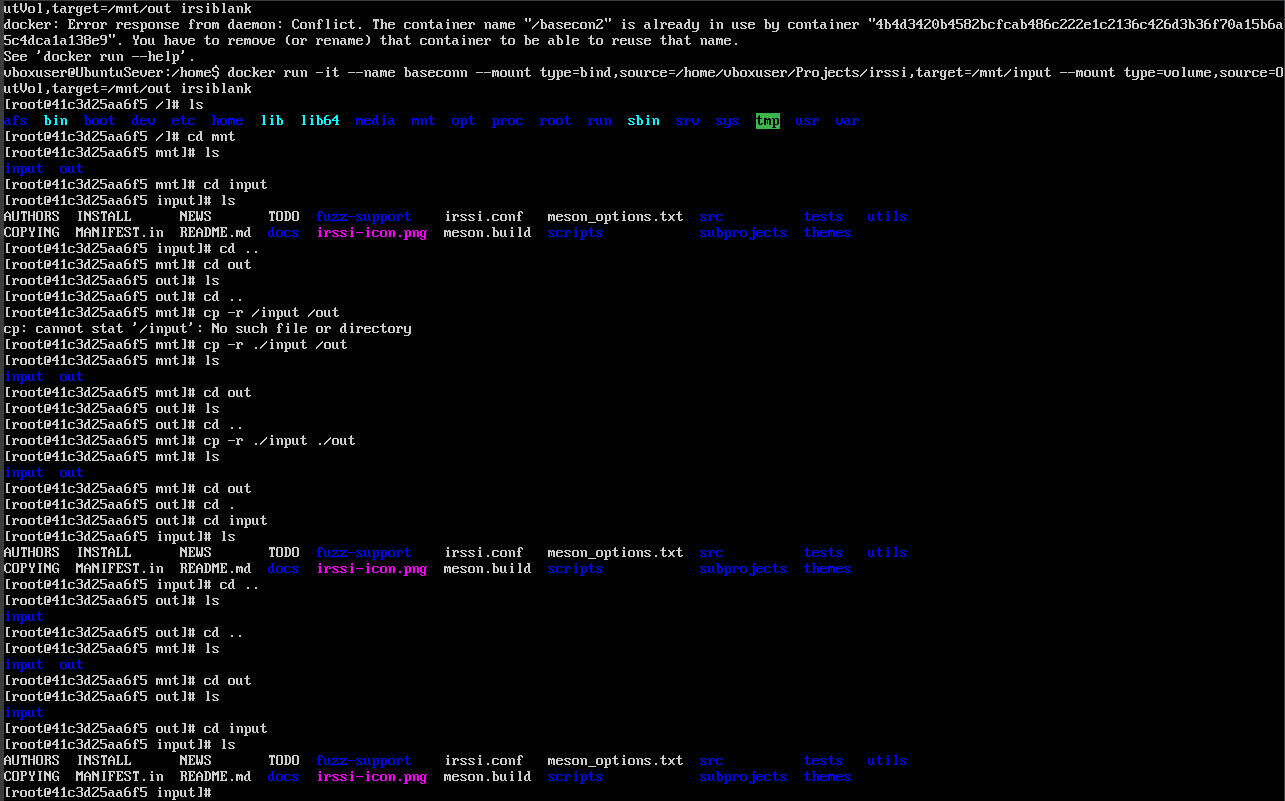 utVol,target=/mnt/out irsiblank
docker: Error response from daemon: Conflict. The container name "/basecon2" is already in use by container "4b4d3420b4582bcfcab486c222e1c2136c426d3b36f70a15b6a
5c4dca1a138e9". You have to remove (or rename) that container to be able to reuse that name.
See 'docker run --help'.
vboxuser@UbuntuSever:/home$ docker run -it --name baseconn --mount type=bind,source=/home/vboxuser/Projects/irssi,target=/mnt/input --mount type=volume,source=O
utVol,target=/mnt/out irsiblank
[root@41c3d25aa6f5 /]# ls
afs  bin  boot  dev  etc  home  lib  lib64  media  mnt  opt  proc  root  run  sbin  srv  sys  tmp  usr  var
[root@41c3d25aa6f5 /]# cd mnt
[root@41c3d25aa6f5 mnt]# ls
input  out
[root@41c3d25aa6f5 mnt]# cd input
[root@41c3d25aa6f5 input]# ls
AUTHORS  INSTALL      NEWS       TODO  fuzz-support    irssi.conf   meson_options.txt  src          tests   utils
COPYING  MANIFEST.in  README.md  docs  irssi-icon.png  meson.build  scripts            subprojects  themes
[root@41c3d25aa6f5 input]# cd ..
[root@41c3d25aa6f5 mnt]# cd out
[root@41c3d25aa6f5 out]# ls
[root@41c3d25aa6f5 out]# cd ..
[root@41c3d25aa6f5 mnt]# cp -r /input /out
cp: cannot stat '/input': No such file or directory
[root@41c3d25aa6f5 mnt]# cp -r ./input /out
[root@41c3d25aa6f5 mnt]# ls
input  out
[root@41c3d25aa6f5 mnt]# cd out
[root@41c3d25aa6f5 out]# ls
[root@41c3d25aa6f5 out]# cd ..
[root@41c3d25aa6f5 mnt]# cp -r ./input ./out
[root@41c3d25aa6f5 mnt]# ls
input  out
[root@41c3d25aa6f5 mnt]# cd out
[root@41c3d25aa6f5 out]# cd .
[root@41c3d25aa6f5 out]# cd input
[root@41c3d25aa6f5 input]# ls
AUTHORS  INSTALL      NEWS       TODO  fuzz-support    irssi.conf   meson_options.txt  src          tests   utils
COPYING  MANIFEST.in  README.md  docs  irssi-icon.png  meson.build  scripts            subprojects  themes
[root@41c3d25aa6f5 input]# cd ..
[root@41c3d25aa6f5 out]# ls
input
[root@41c3d25aa6f5 out]# cd ..
[root@41c3d25aa6f5 mnt]# ls
input  out
[root@41c3d25aa6f5 mnt]# cd out
[root@41c3d25aa6f5 out]# ls
input
[root@41c3d25aa6f5 out]# cd input
[root@41c3d25aa6f5 input]# ls
AUTHORS  INSTALL      NEWS       TODO  fuzz-support    irssi.conf   meson_options.txt  src          tests   utils
COPYING  MANIFEST.in  README.md  docs  irssi-icon.png  meson.build  scripts            subprojects  themes
[root@41c3d25aa6f5 input]#